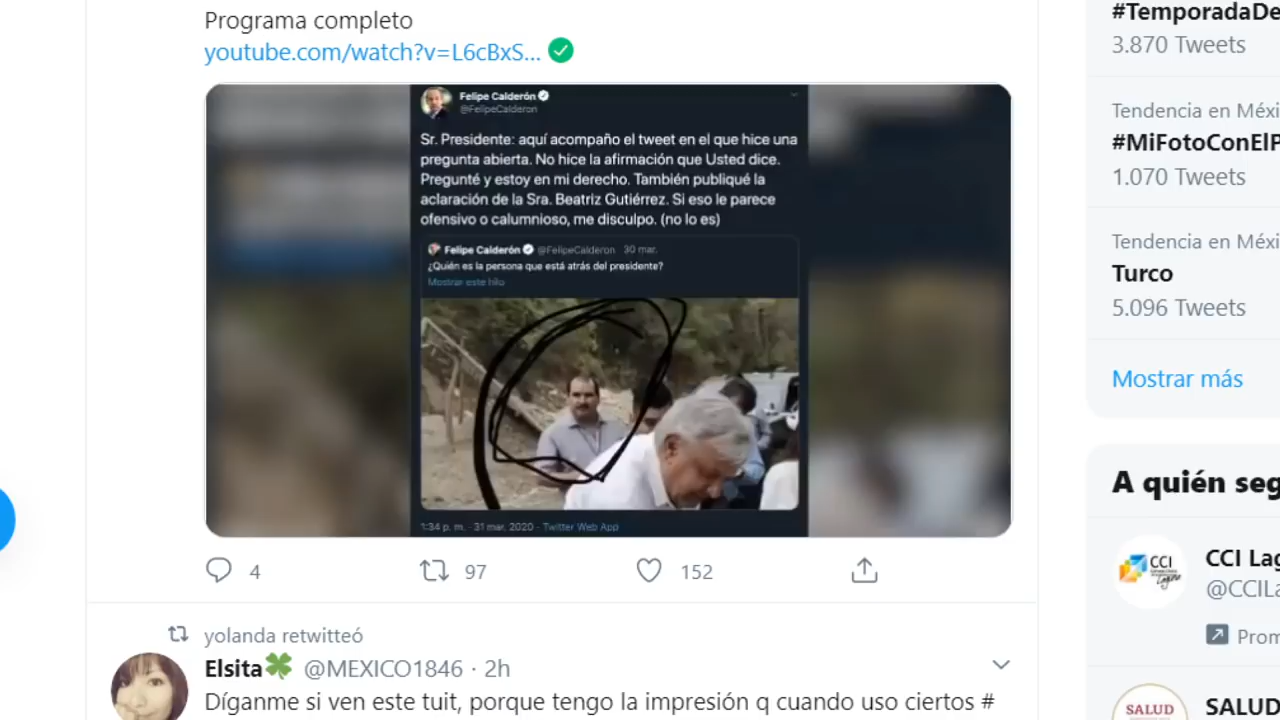 Programa completo
youtube.com/watch?v=L6cBxS...
Felipe Calderón
@FelipeCalderon
Sr. Presidente: aquí acompaño el tweet en el que hice una
pregunta abierta. No hice la afirmación que Usted dice.
Pregunté y estoy en mi derecho. También publiqué la
aclaración de la Sra. Beatriz Gutiérrez. Si eso le parece
ofensivo o calumnioso, me disculpo. (no lo es)
Felipe Calderón @FelipeCalderon 30 mar.
¿Quién es la persona que está atrás del presidente?
Mostrar este hilo
1:34 p. m. · 31 mar. 2020 · Twitter Web App
4 97 152
yolanda retwitteó
Elsita @MEXICO1846 · 2h
Díganme si ven este tuit, porque tengo la impresión q cuando uso ciertos #
#TemporadaDe
3.870 Tweets
Tendencia en Méxi
#MiFotoConElP
1.070 Tweets
Tendencia en Méxi
Turco
5.096 Tweets
Mostrar más
A quién seg
CCI
Laguna
CCI Lag
@CCILa
Prom
SALUD
SALUD